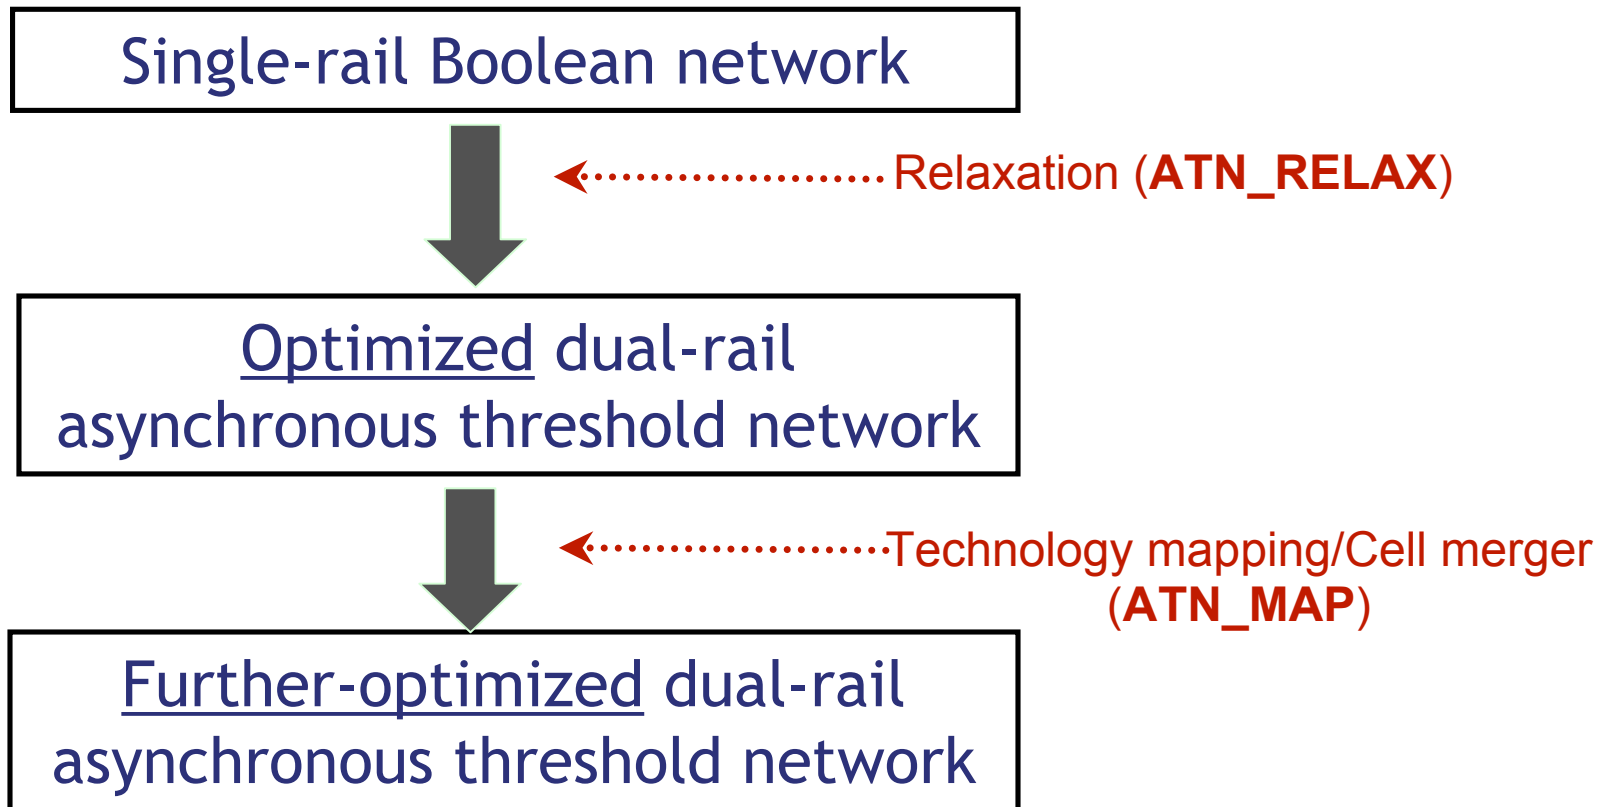 Single-rail Boolean network
Relaxation (ATN_RELAX)
Optimized dual-rail
asynchronous threshold network
Technology mapping/Cell merger
(ATN_MAP)
Further-optimized dual-rail
asynchronous threshold network